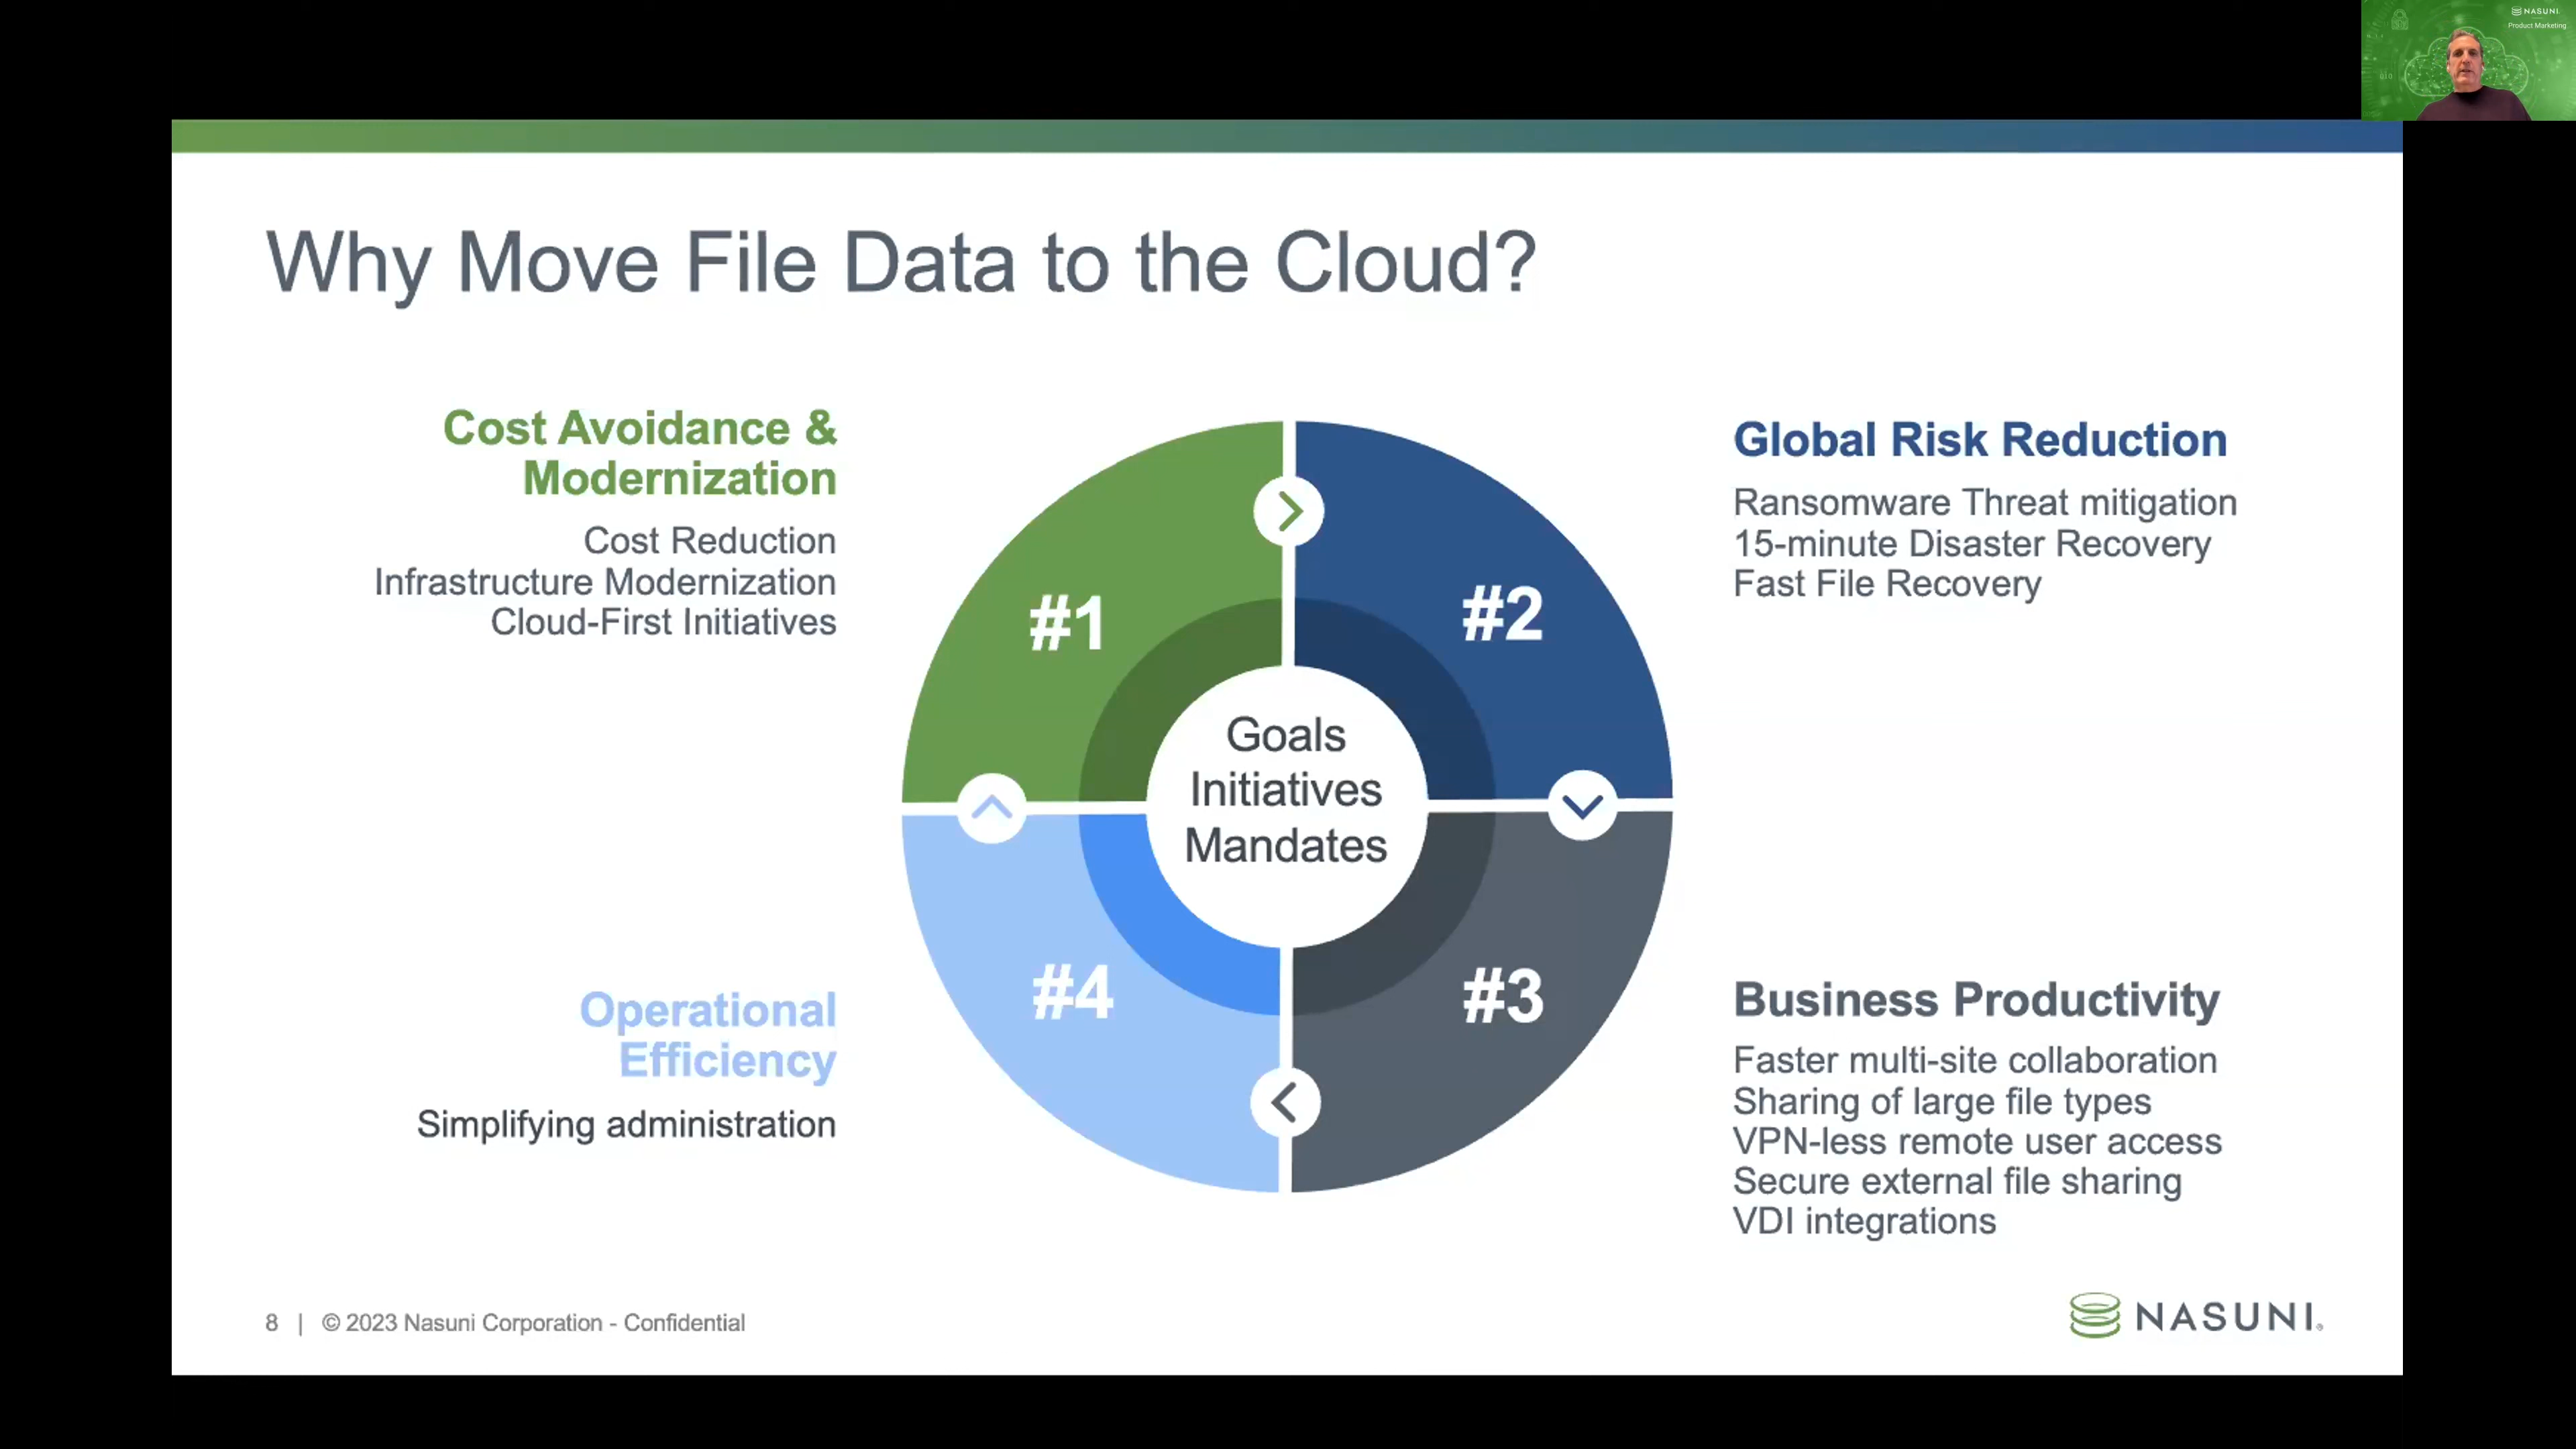 NASUNI
Product Marketing
Why Move File Data to the Cloud?
Cost Avoidance &
Modernization
Cost Reduction
Infrastructure Modernization
Cloud-First Initiatives
Global Risk Reduction
Ransomware Threat mitigation
15-minute Disaster Recovery
Fast File Recovery
#1
#2
Goals
Initiatives
Mandates
#4
#3
Operational
Efficiency
Simplifying administration
Business Productivity
Faster multi-site collaboration
Sharing of large file types
VPN-less remote user access
Secure external file sharing
VDI integrations
8 | © 2023 Nasuni Corporation - Confidential
NASUNI®